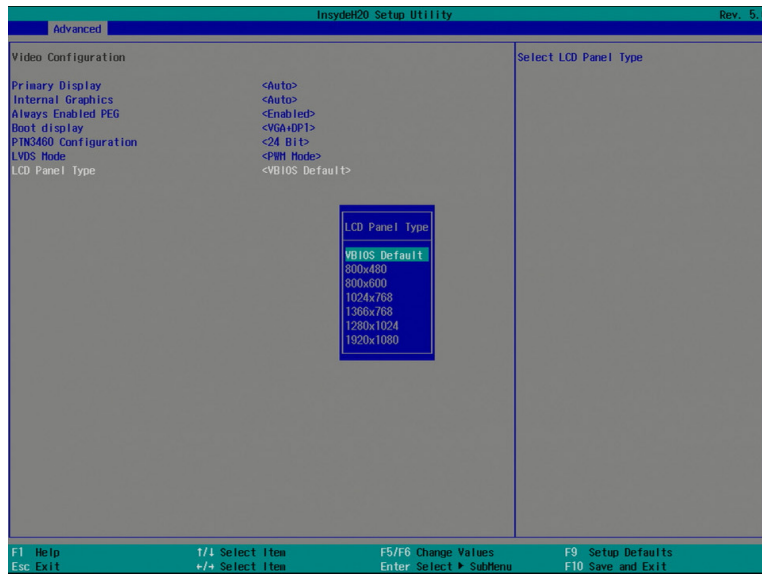 InsydeH20 Setup Utility Rev. 5.
Advanced
Video Configuration
Select LCD Panel Type
Primary Display <Auto>
Internal Graphics <Auto>
Always Enabled PEG <Enabled>
Boot display <VGA+DP1>
PTN3460 Configuration <24 Bit>
LVDS Mode <PWM Mode>
LCD Panel Type <VBIOS Default>
LCD Panel Type
VBIOS Default
800x480
800x600
1024x768
1366x768
1280x1024
1920x1080
F1 Help ↑/↓ Select Item F5/F6 Change Values F9 Setup Defaults
Esc Exit ←/→ Select Item Enter Select ▶ SubMenu F10 Save and Exit